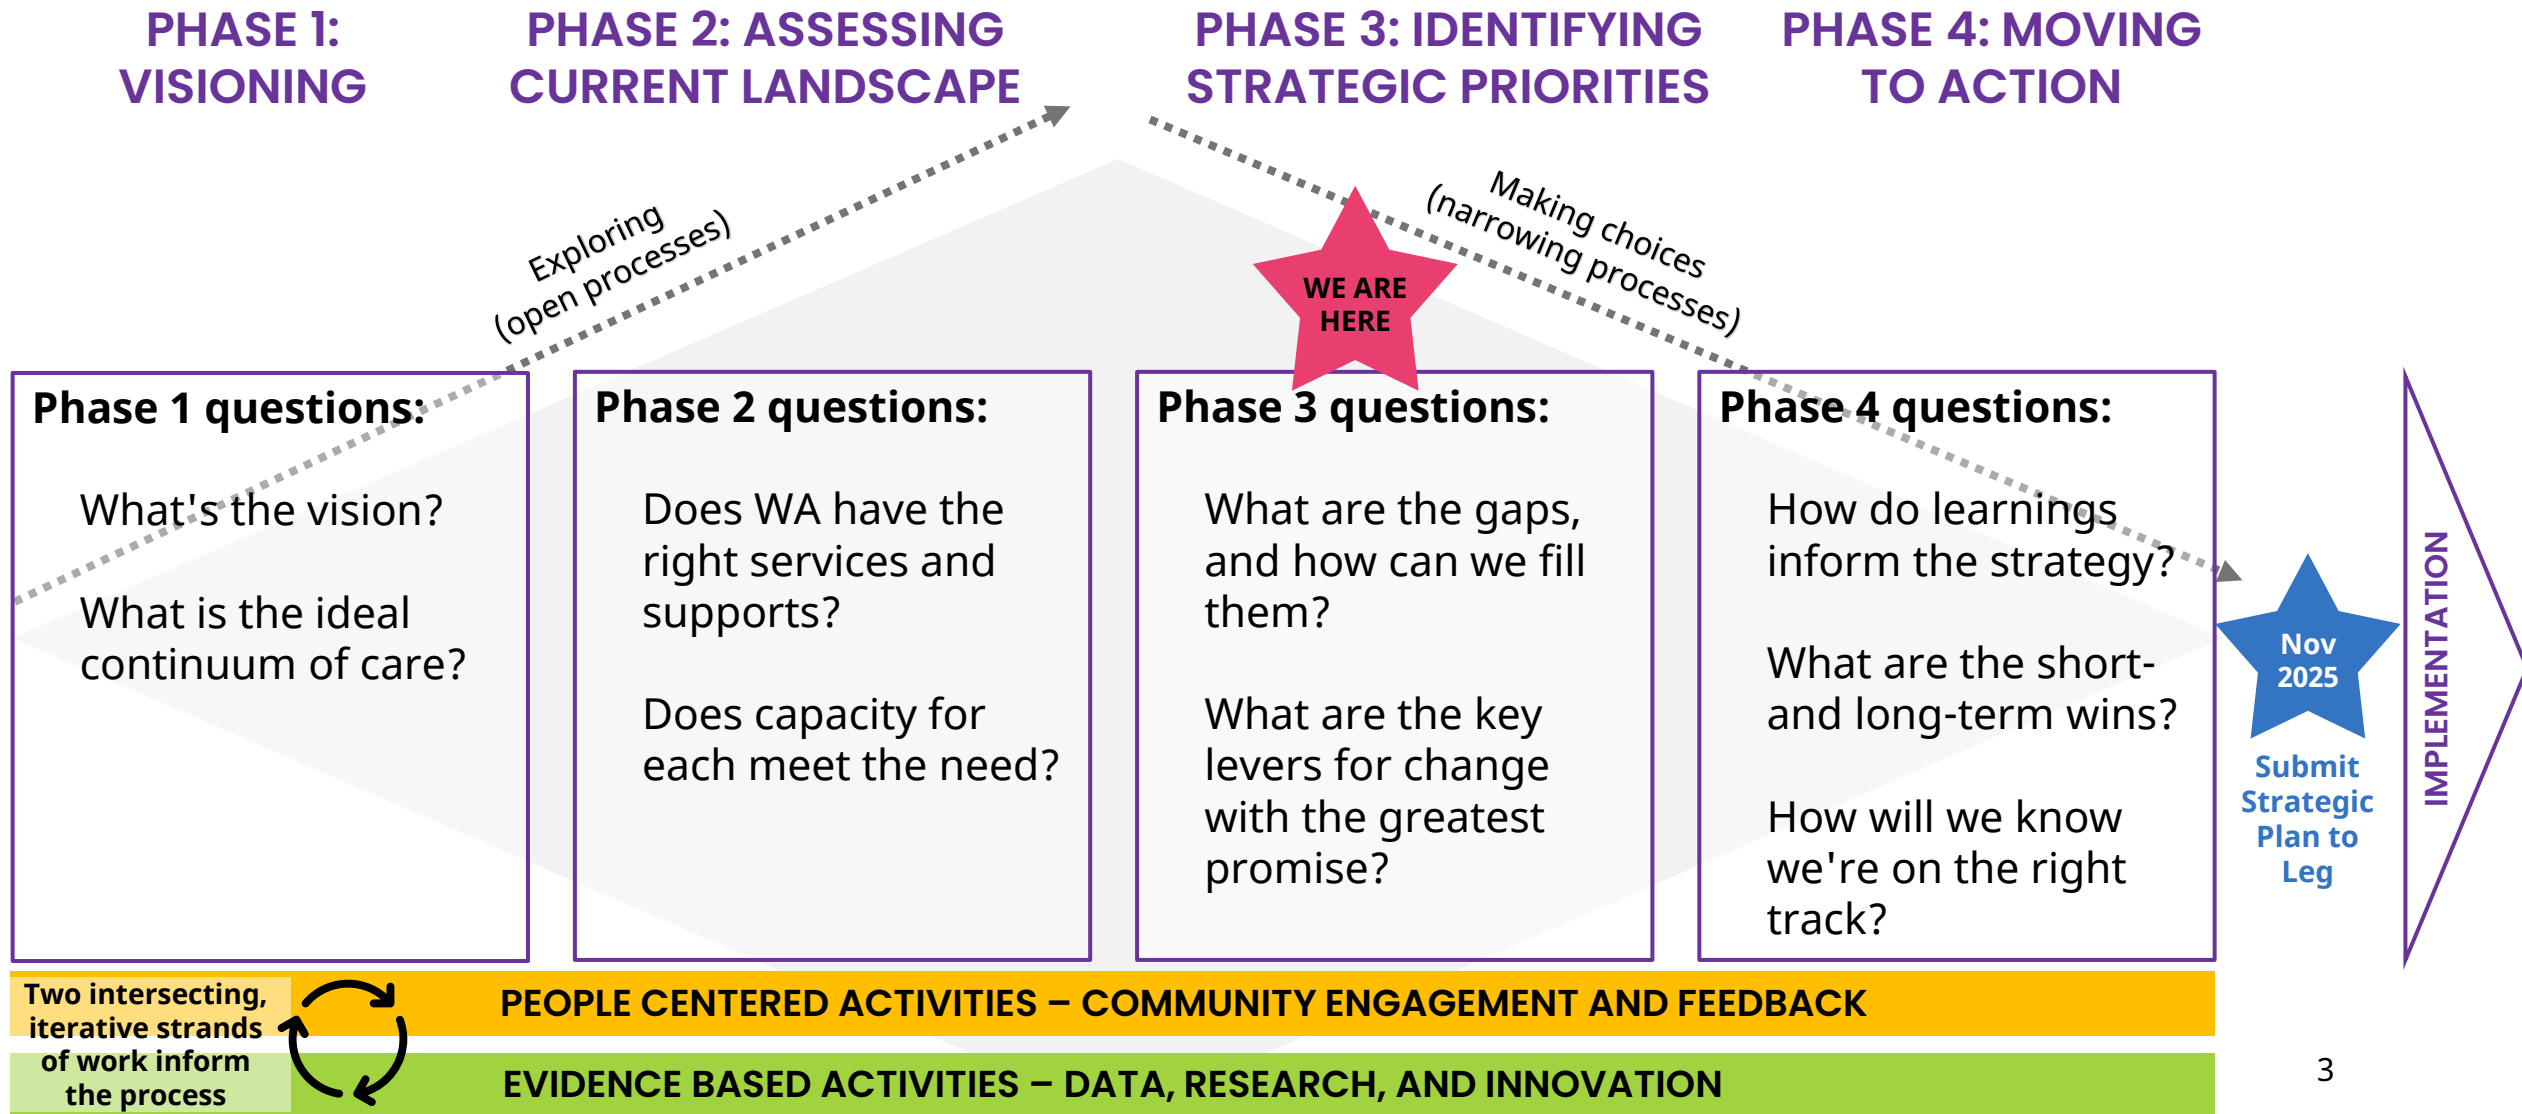 PHASE 1:
VISIONING
PHASE 2: ASSESSING
CURRENT LANDSCAPE
PHASE 3: IDENTIFYING
STRATEGIC PRIORITIES
PHASE 4: MOVING
TO ACTION
Exploring
(open processes)
Making choices
(narrowing processes)
WE ARE
HERE
Phase 1 questions:
What's the vision?
What is the ideal
continuum of care?
Phase 2 questions:
Does WA have the
right services and
supports?
Does capacity for
each meet the need?
Phase 3 questions:
What are the gaps,
and how can we fill
them?
What are the key
levers for change
with the greatest
promise?
Phase 4 questions:
How do learnings
inform the strategy?
What are the short-
and long-term wins?
How will we know
we're on the right
track?
Nov
2025
Submit
Strategic
Plan to
Leg
IMPLEMENTATION
Two intersecting,
iterative strands
of work inform
the process
PEOPLE CENTERED ACTIVITIES – COMMUNITY ENGAGEMENT AND FEEDBACK
EVIDENCE BASED ACTIVITIES – DATA, RESEARCH, AND INNOVATION
3